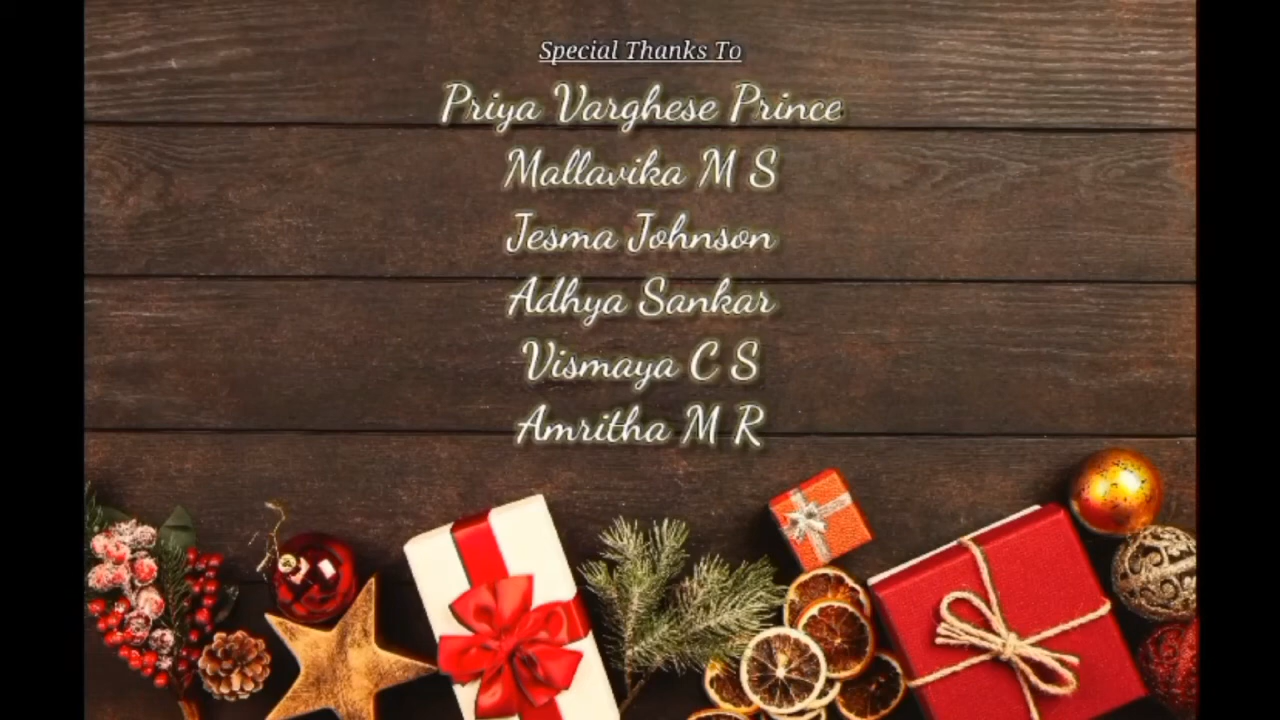 Special Thanks To
Priya Varghese Prince
Mallavika M S
Jesma Johnson
Adhya Sankar
Vismaya C S
Amritha M R